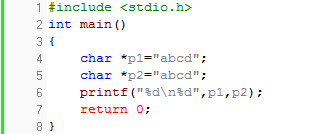 1 #include <stdio.h>
2 int main()
3 {
4     char *p1="abcd";
5     char *p2="abcd";
6     printf("%d\n%d",p1,p2);
7     return 0;
8 }